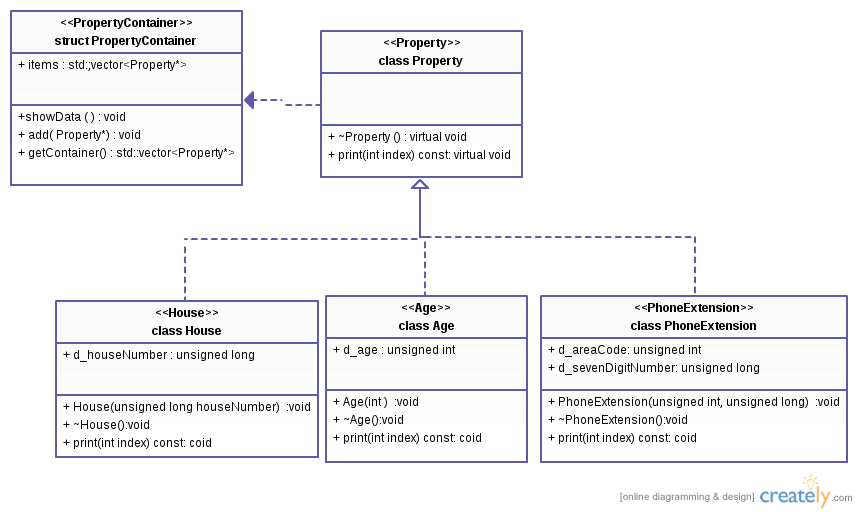 <<PropertyContainer>>
struct PropertyContainer
+ items : std:;vector<Property*>
+showData ( ) : void
+ add( Property*) : void
+ getContainer() : std::vector<Property*>
<<Property>>
class Property
+ ~Property () : virtual void
+ print(int index) const: virtual void
<<House>>
class House
+ d_houseNumber : unsigned long
+ House(unsigned long houseNumber) :void
+ ~House():void
+ print(int index) const: coid
<<Age>>
class Age
+ d_age : unsigned int
+ Age(int ) :void
+ ~Age():void
+ print(int index) const: coid
<<PhoneExtension>>
class PhoneExtension
+ d_areaCode: unsigned int
+ d_sevenDigitNumber: unsigned long
+ PhoneExtension(unsigned int, unsigned long) :void
+ ~PhoneExtension():void
+ print(int index) const: coid
[online diagramming & design] creately.com